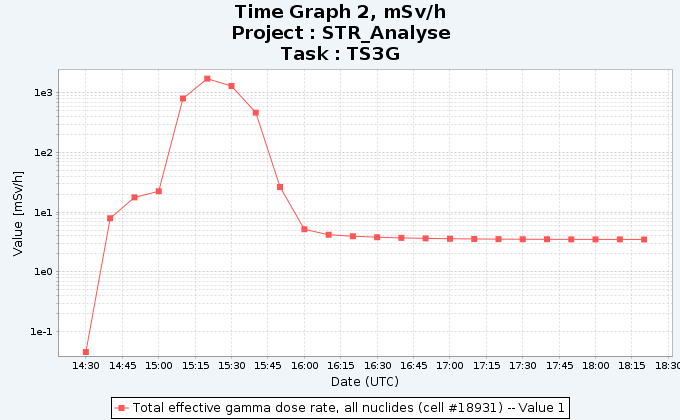 Time Graph 2, mSv/h
Project : STR_Analyse
Task : TS3G
Value [mSv/h]
1e3
1e2
1e1
1e0
1e-1
14:30 14:45 15:00 15:15 15:30 15:45 16:00 16:15 16:30 16:45 17:00 17:15 17:30 17:45 18:00 18:15 18:30
Date (UTC)
Total effective gamma dose rate, all nuclides (cell #18931) -- Value 1